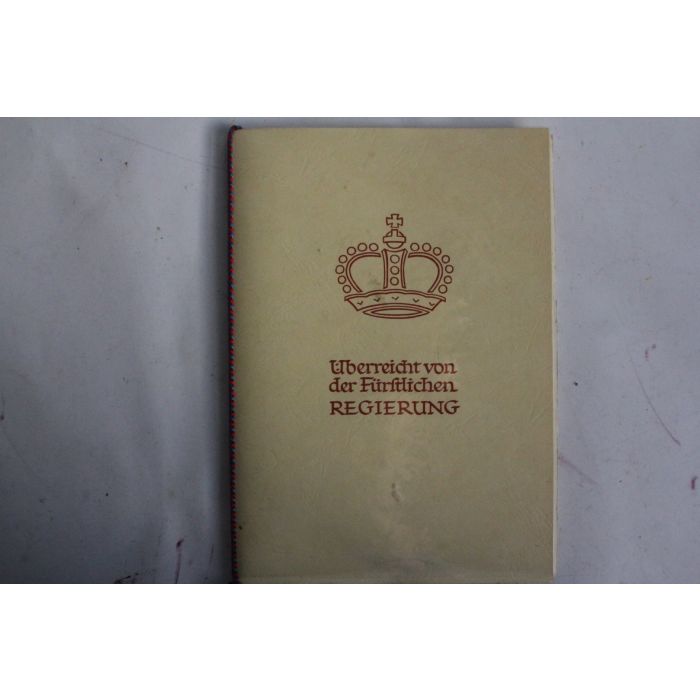 Überreicht von
der Fürstlichen
REGIERUNG